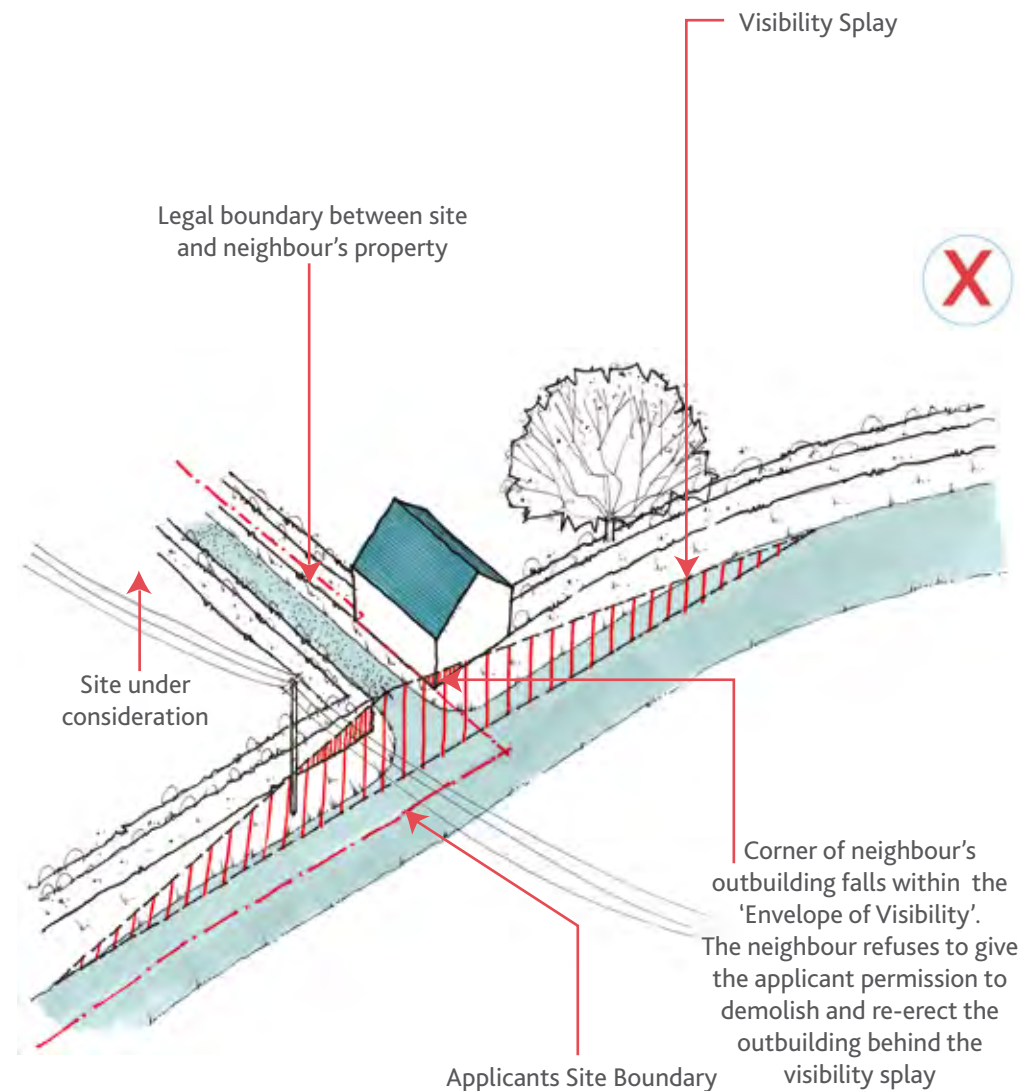 Visibility Splay
Legal boundary between site
and neighbour’s property
X
Site under
consideration
Corner of neighbour’s
outbuilding falls within the
‘Envelope of Visibility’.
The neighbour refuses to give
the applicant permission to
demolish and re-erect the
outbuilding behind the
visibility splay
Applicants Site Boundary